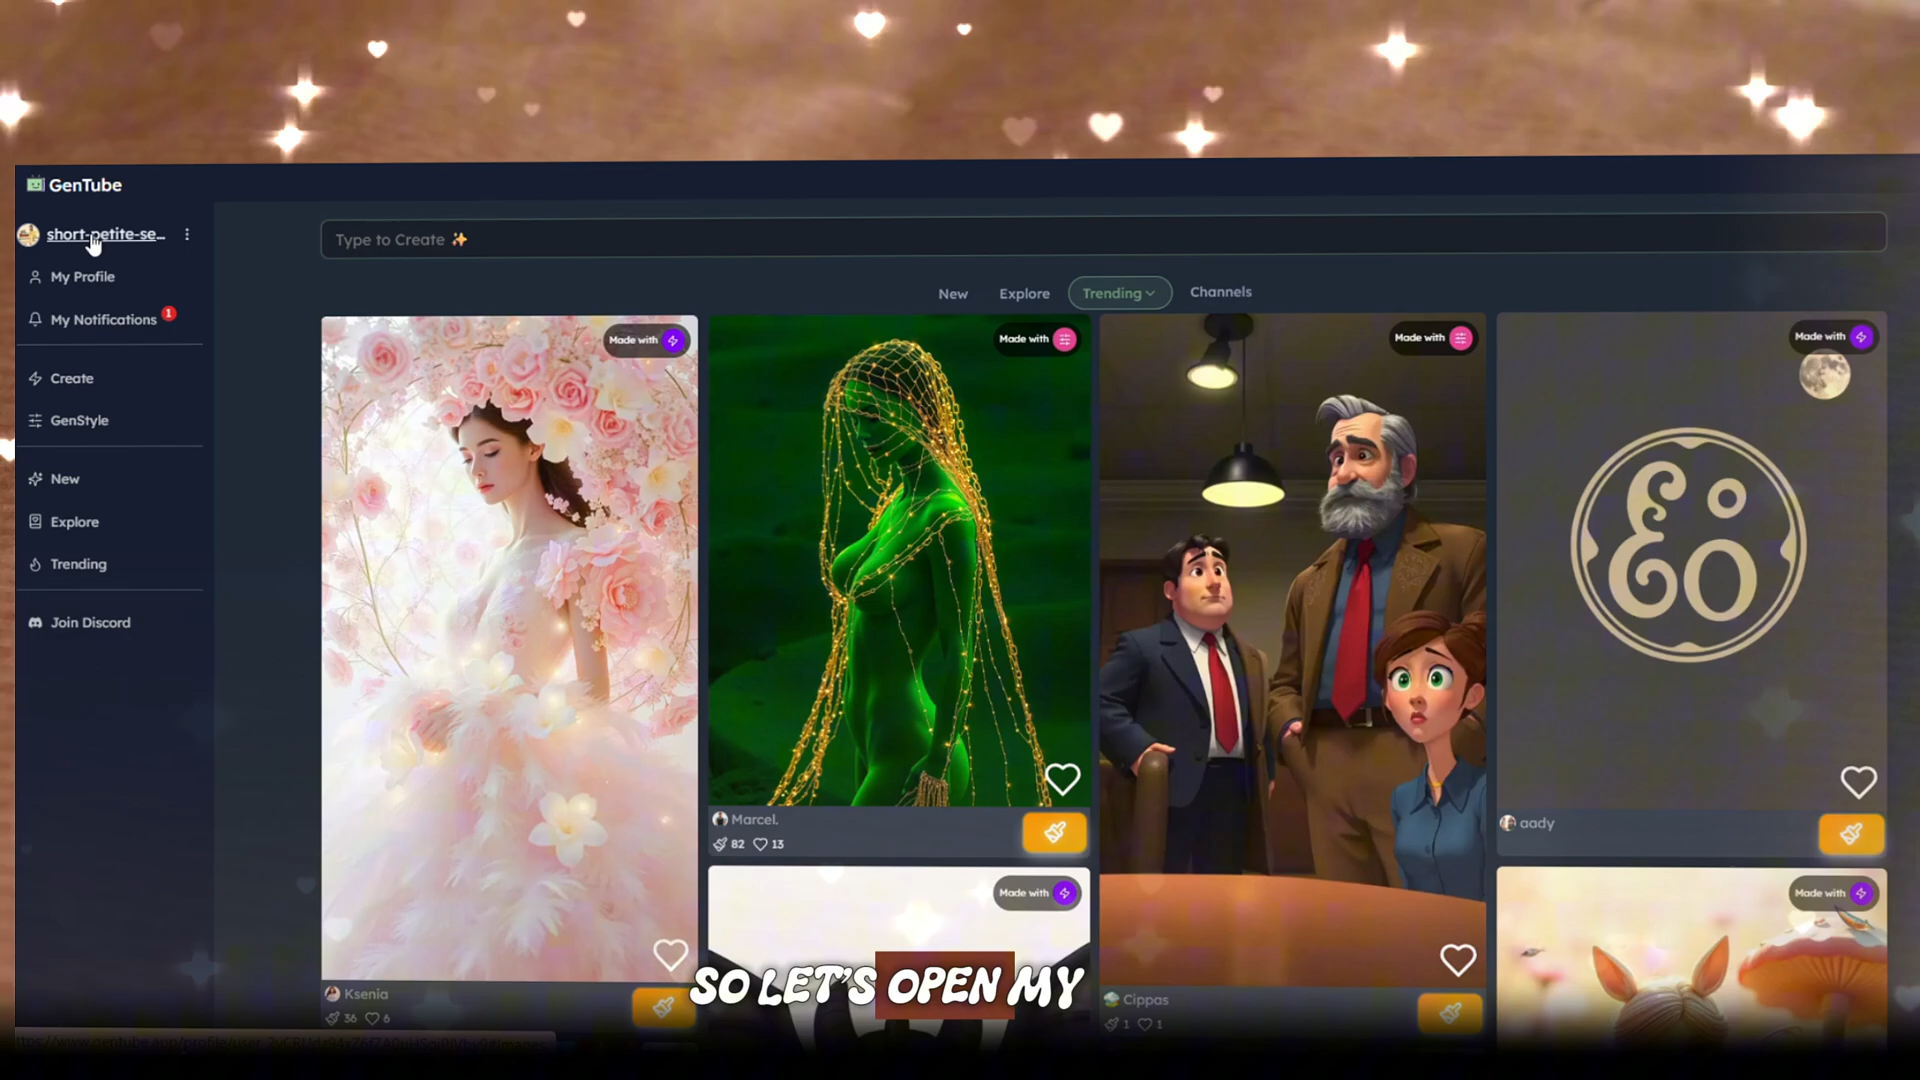 GenTube
short-petite-se...
My Profile
My Notifications 1
Create
GenStyle
New
Explore
Trending
Join Discord
Type to Create ✨
New Explore Trending Channels
Made with
Made with
Made with
Made with
EO
Marcel.
82 13
aady
Made with
Made with
SO LET'S OPEN MY
Ksenia
36 6
Cippas
1 1